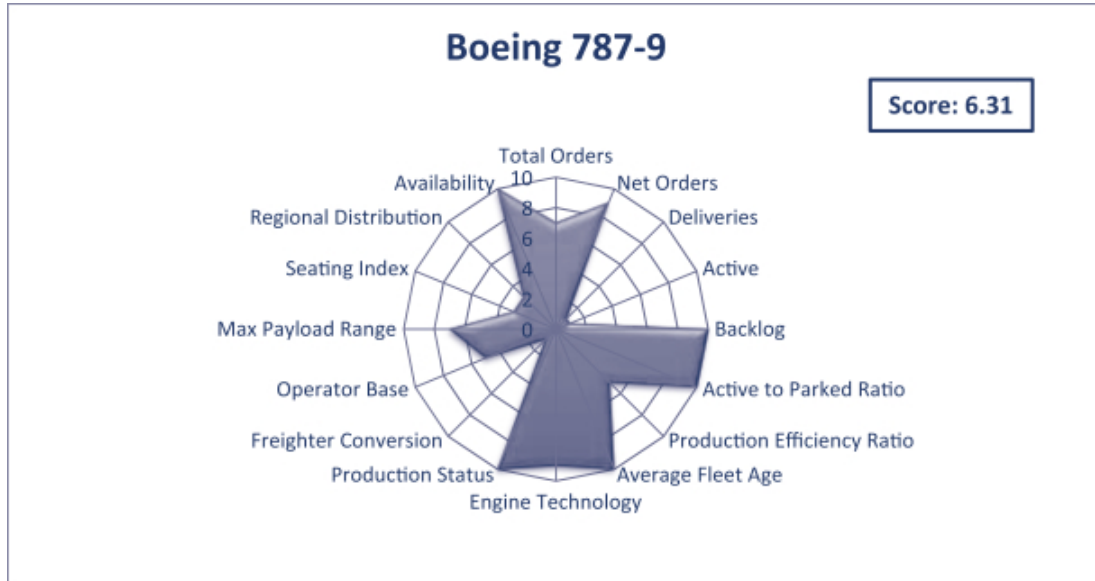 Boeing 787-9
Score: 6.31
Total Orders
Availability
10
Net Orders
Regional Distribution
8
Deliveries
6
Seating Index
4
Active
2
Max Payload Range
0
Backlog
Operator Base
Active to Parked Ratio
Freighter Conversion
Production Efficiency Ratio
Production Status
Average Fleet Age
Engine Technology